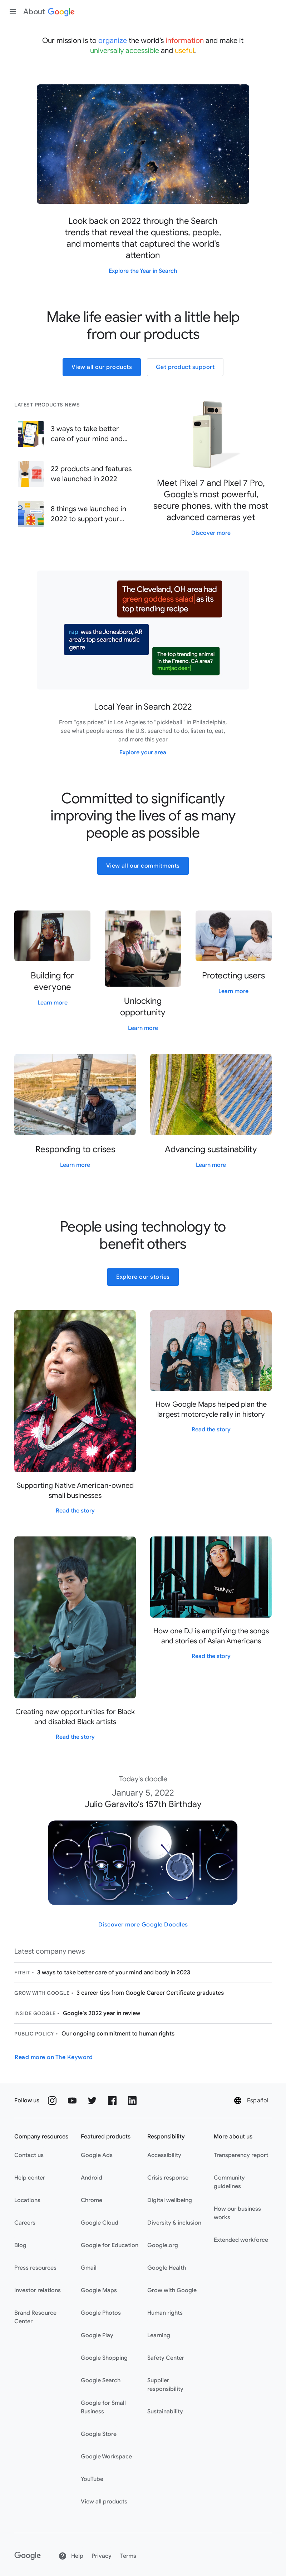 About Google
Our mission is to organize the world's information and make it
universally accessible and useful.
Look back on 2022 through the Search
trends that reveal the questions, people,
and moments that captured the world's
attention
Explore the Year in Search
Make life easier with a little help
from our products
View all our products
Get product support
LATEST PRODUCTS NEWS
3 ways to take better
care of your mind and...
22 products and features
we launched in 2022
8 things we launched in
2022 to support your...
Meet Pixel 7 and Pixel 7 Pro,
Google's most powerful,
secure phones, with the most
advanced cameras yet
Discover more
The Cleveland, OH area had
green goddess salad as its
top trending recipe
rap was the Jonesboro, AR
area's top searched music
genre
The top trending animal
in the Fresno, CA area?
muntjac deer
Local Year in Search 2022
From "gas prices" in Los Angeles to "pickleball" in Philadelphia,
see what people across the U.S. searched to do, listen to, eat,
and more this year
Explore your area
Committed to significantly
improving the lives of as many
people as possible
View all our commitments
Building for
everyone
Learn more
Unlocking
opportunity
Learn more
Protecting users
Learn more
Responding to crises
Learn more
Advancing sustainability
Learn more
People using technology to
benefit others
Explore our stories
Supporting Native American-owned
small businesses
Read the story
How Google Maps helped plan the
largest motorcycle rally in history
Read the story
Creating new opportunities for Black
and disabled Black artists
Read the story
How one DJ is amplifying the songs
and stories of Asian Americans
Read the story
Today's doodle
January 5, 2022
Julio Garavito's 157th Birthday
Discover more Google Doodles
Latest company news
FITBIT • 3 ways to take better care of your mind and body in 2023
GROW WITH GOOGLE • 3 career tips from Google Career Certificate graduates
INSIDE GOOGLE • Google's 2022 year in review
PUBLIC POLICY • Our ongoing commitment to human rights
Read more on The Keyword
Follow us
Español
Company resources
Contact us
Help center
Locations
Careers
Blog
Press resources
Investor relations
Brand Resource
Center
Featured products
Google Ads
Android
Chrome
Google Cloud
Google for Education
Gmail
Google Maps
Google Photos
Google Play
Google Shopping
Google Search
Google for Small
Business
Google Store
Google Workspace
YouTube
View all products
Responsibility
Accessibility
Crisis response
Digital wellbeing
Diversity & inclusion
Google.org
Google Health
Grow with Google
Human rights
Learning
Safety Center
Supplier
responsibility
Sustainability
More about us
Transparency report
Community
guidelines
How our business
works
Extended workforce
Google
Help
Privacy
Terms